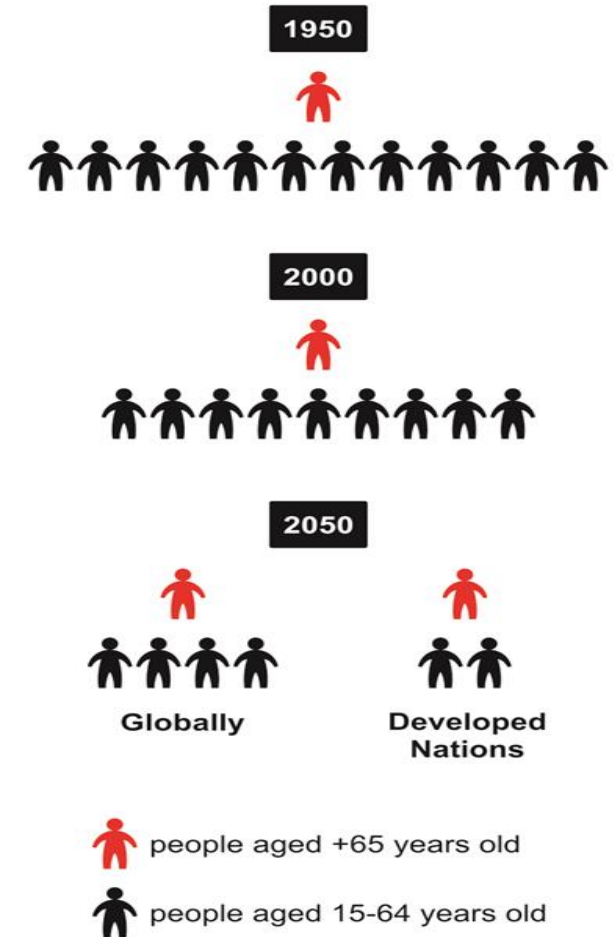 1950
2000
2050
Globally
Developed
Nations
people aged +65 years old
people aged 15-64 years old